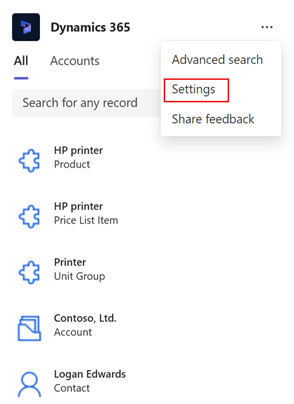 Dynamics 365
...
All Accounts
Advanced search
Settings
Share feedback
Search for any record
HP printer
Product
HP printer
Price List Item
Printer
Unit Group
Contoso, Ltd.
Account
Logan Edwards
Contact